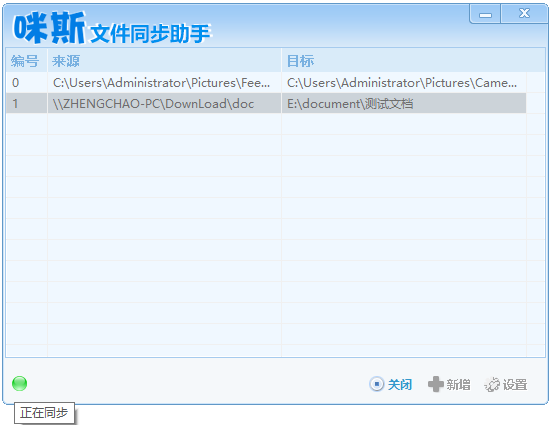 咪斯 文件同步助手
编号 来源 目标
0 C:\Users\Administrator\Pictures\Fee... C:\Users\Administrator\Pictures\Came...
1 \\ZHENGCHAO-PC\DownLoad\doc E:\document\测试文档
关闭 新增 设置
正在同步